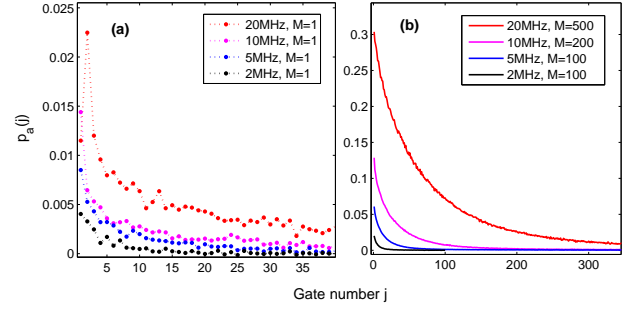 (a)
20MHz, M=1
10MHz, M=1
5MHz, M=1
2MHz, M=1
0.025
0.02
0.015
0.01
0.005
0
p_a(j)
5 10 15 20 25 30 35
(b)
20MHz, M=500
10MHz, M=200
5MHz, M=100
2MHz, M=100
0.3
0.25
0.2
0.15
0.1
0.05
0
0 100 200 300
Gate number j